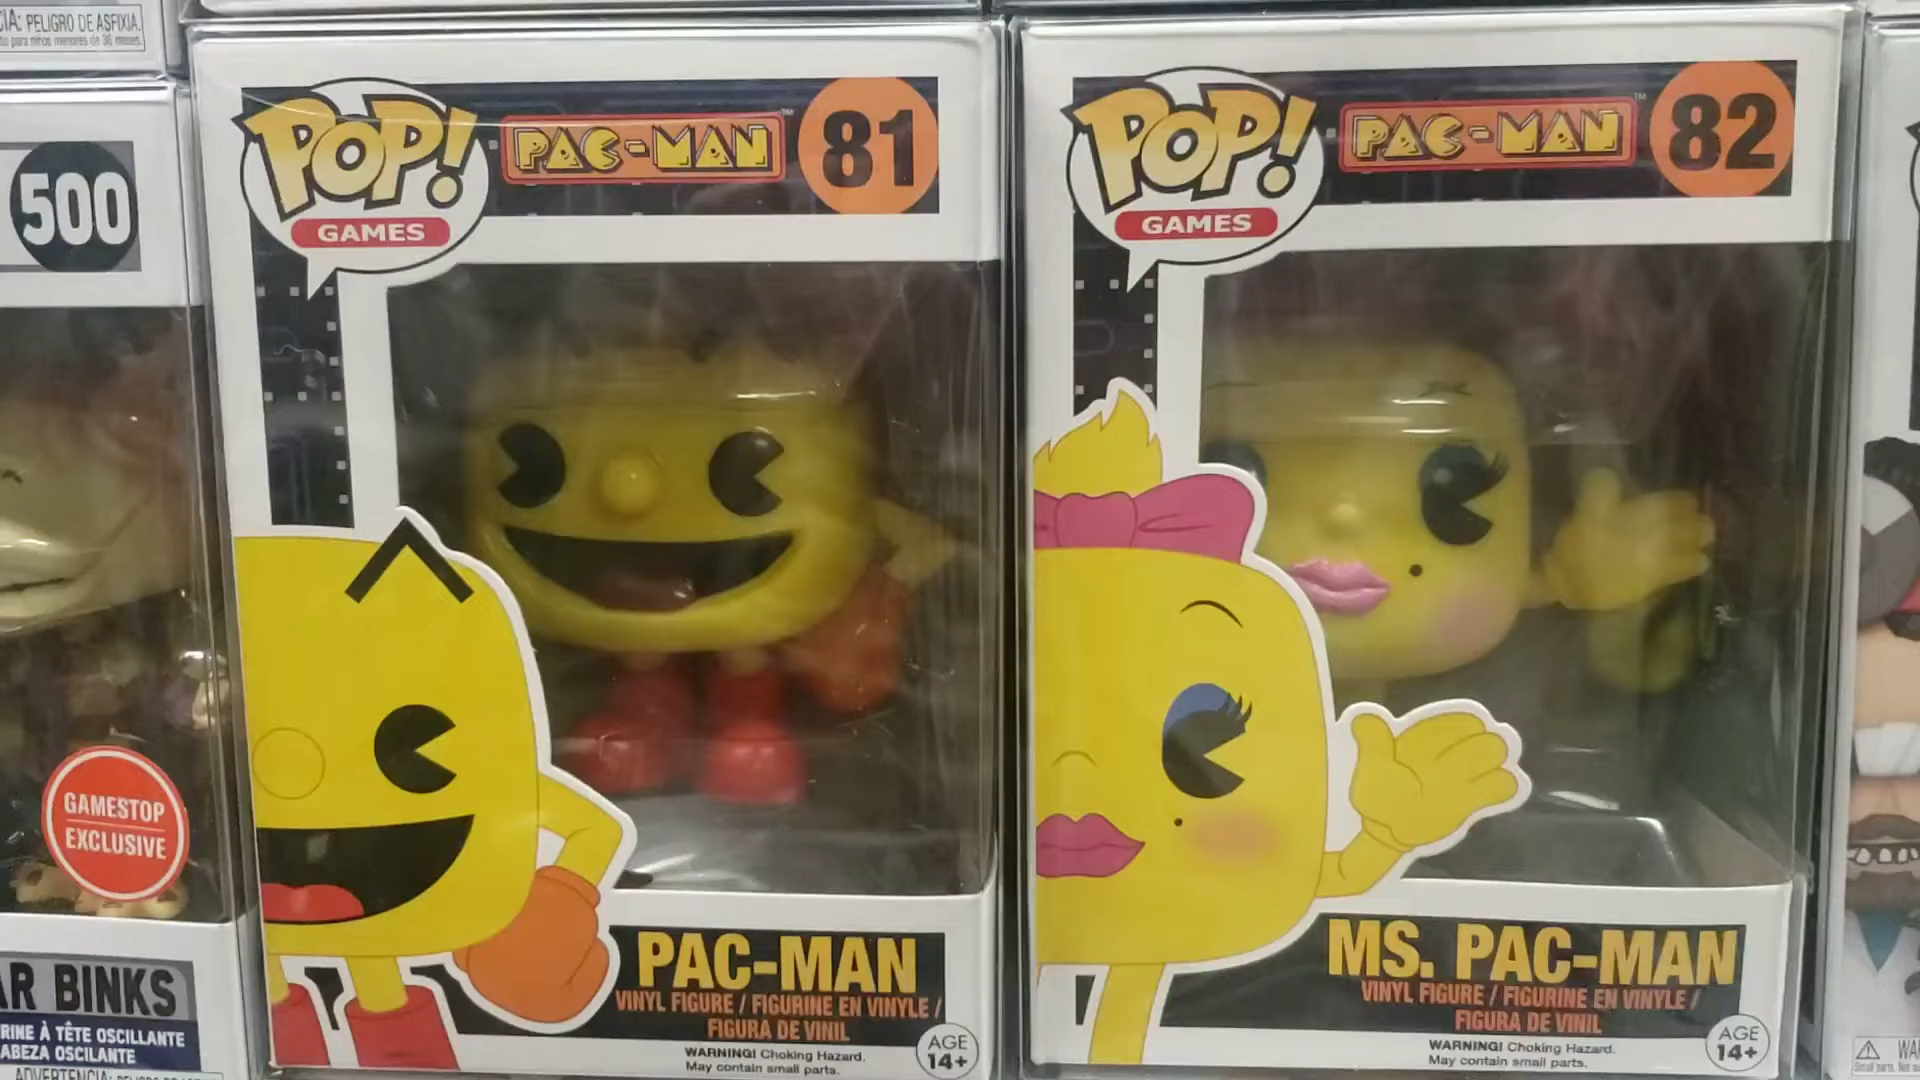 CIA: PELIGRO DE ASFIXIA.
500
GAMESTOP
EXCLUSIVE
AR BINKS
RINE À TÊTE OSCILLANTE
ABEZA OSCILANTE
POP!
GAMES
PAC-MAN™
81
PAC-MAN
VINYL FIGURE / FIGURINE EN VINYLE /
FIGURA DE VINIL
WARNING! Choking Hazard.
May contain small parts.
AGE
14+
POP!
GAMES
PAC-MAN™
82
MS. PAC-MAN
VINYL FIGURE / FIGURINE EN VINYLE /
FIGURA DE VINIL
WARNING! Choking Hazard.
May contain small parts.
AGE
14+